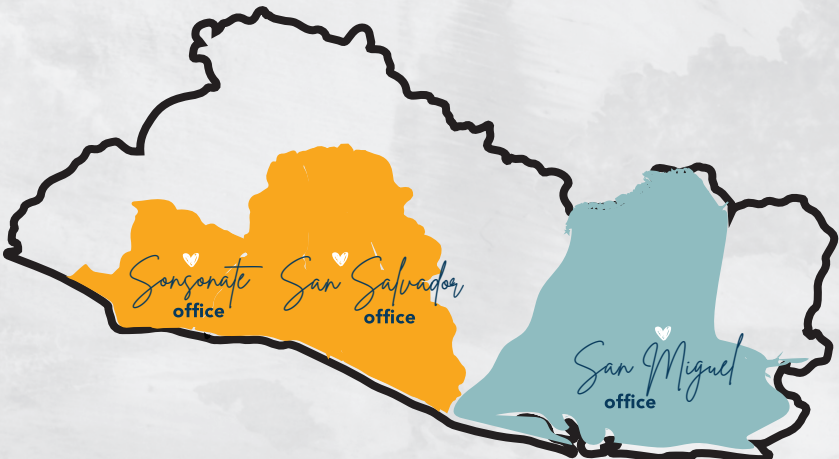 Sonsonate
office
San Salvador
office
San Miguel
office